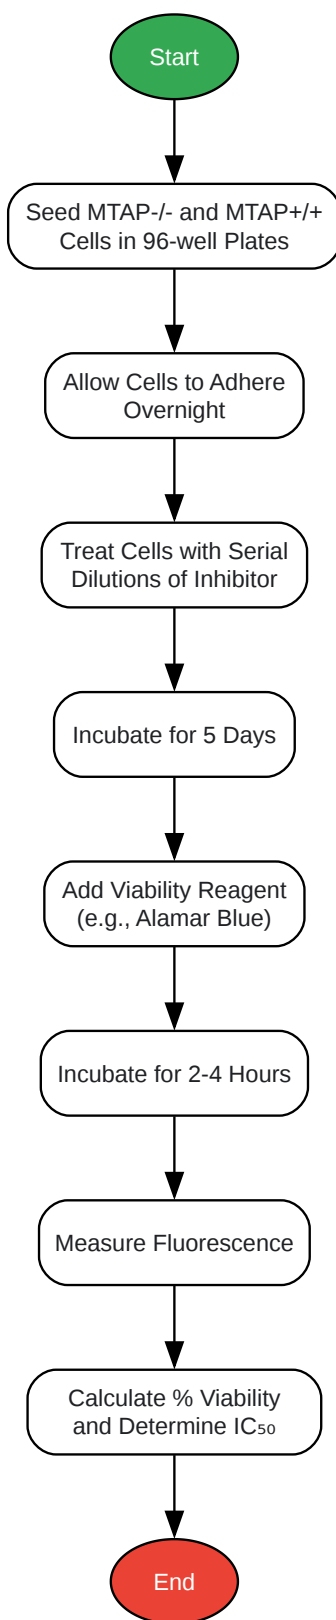 Start
Seed MTAP-/- and MTAP+/+
Cells in 96-well Plates
Allow Cells to Adhere
Overnight
Treat Cells with Serial
Dilutions of Inhibitor
Incubate for 5 Days
Add Viability Reagent
(e.g., Alamar Blue)
Incubate for 2-4 Hours
Measure Fluorescence
Calculate % Viability
and Determine IC₅₀
End